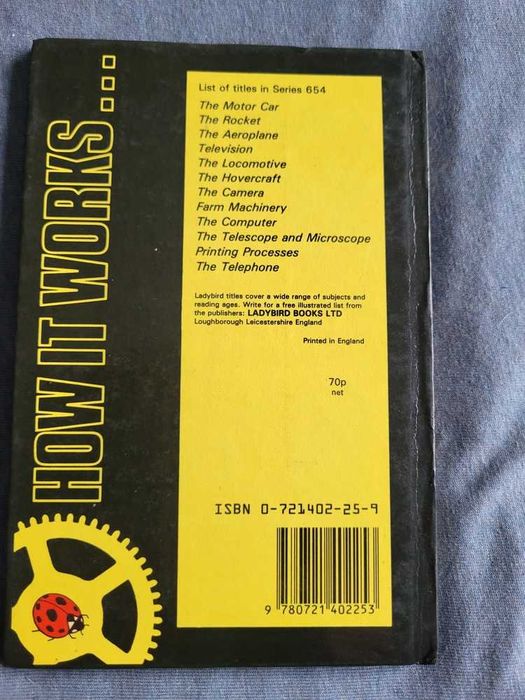 HOW IT WORKS...
List of titles in Series 654
The Motor Car
The Rocket
The Aeroplane
Television
The Locomotive
The Hovercraft
The Camera
Farm Machinery
The Computer
The Telescope and Microscope
Printing Processes
The Telephone
Ladybird titles cover a wide range of subjects and
reading ages. Write for a free illustrated list from
the publishers: LADYBIRD BOOKS LTD
Loughborough Leicestershire England
Printed in England
70p
net
ISBN 0-721402-25-9
9 780721 402253